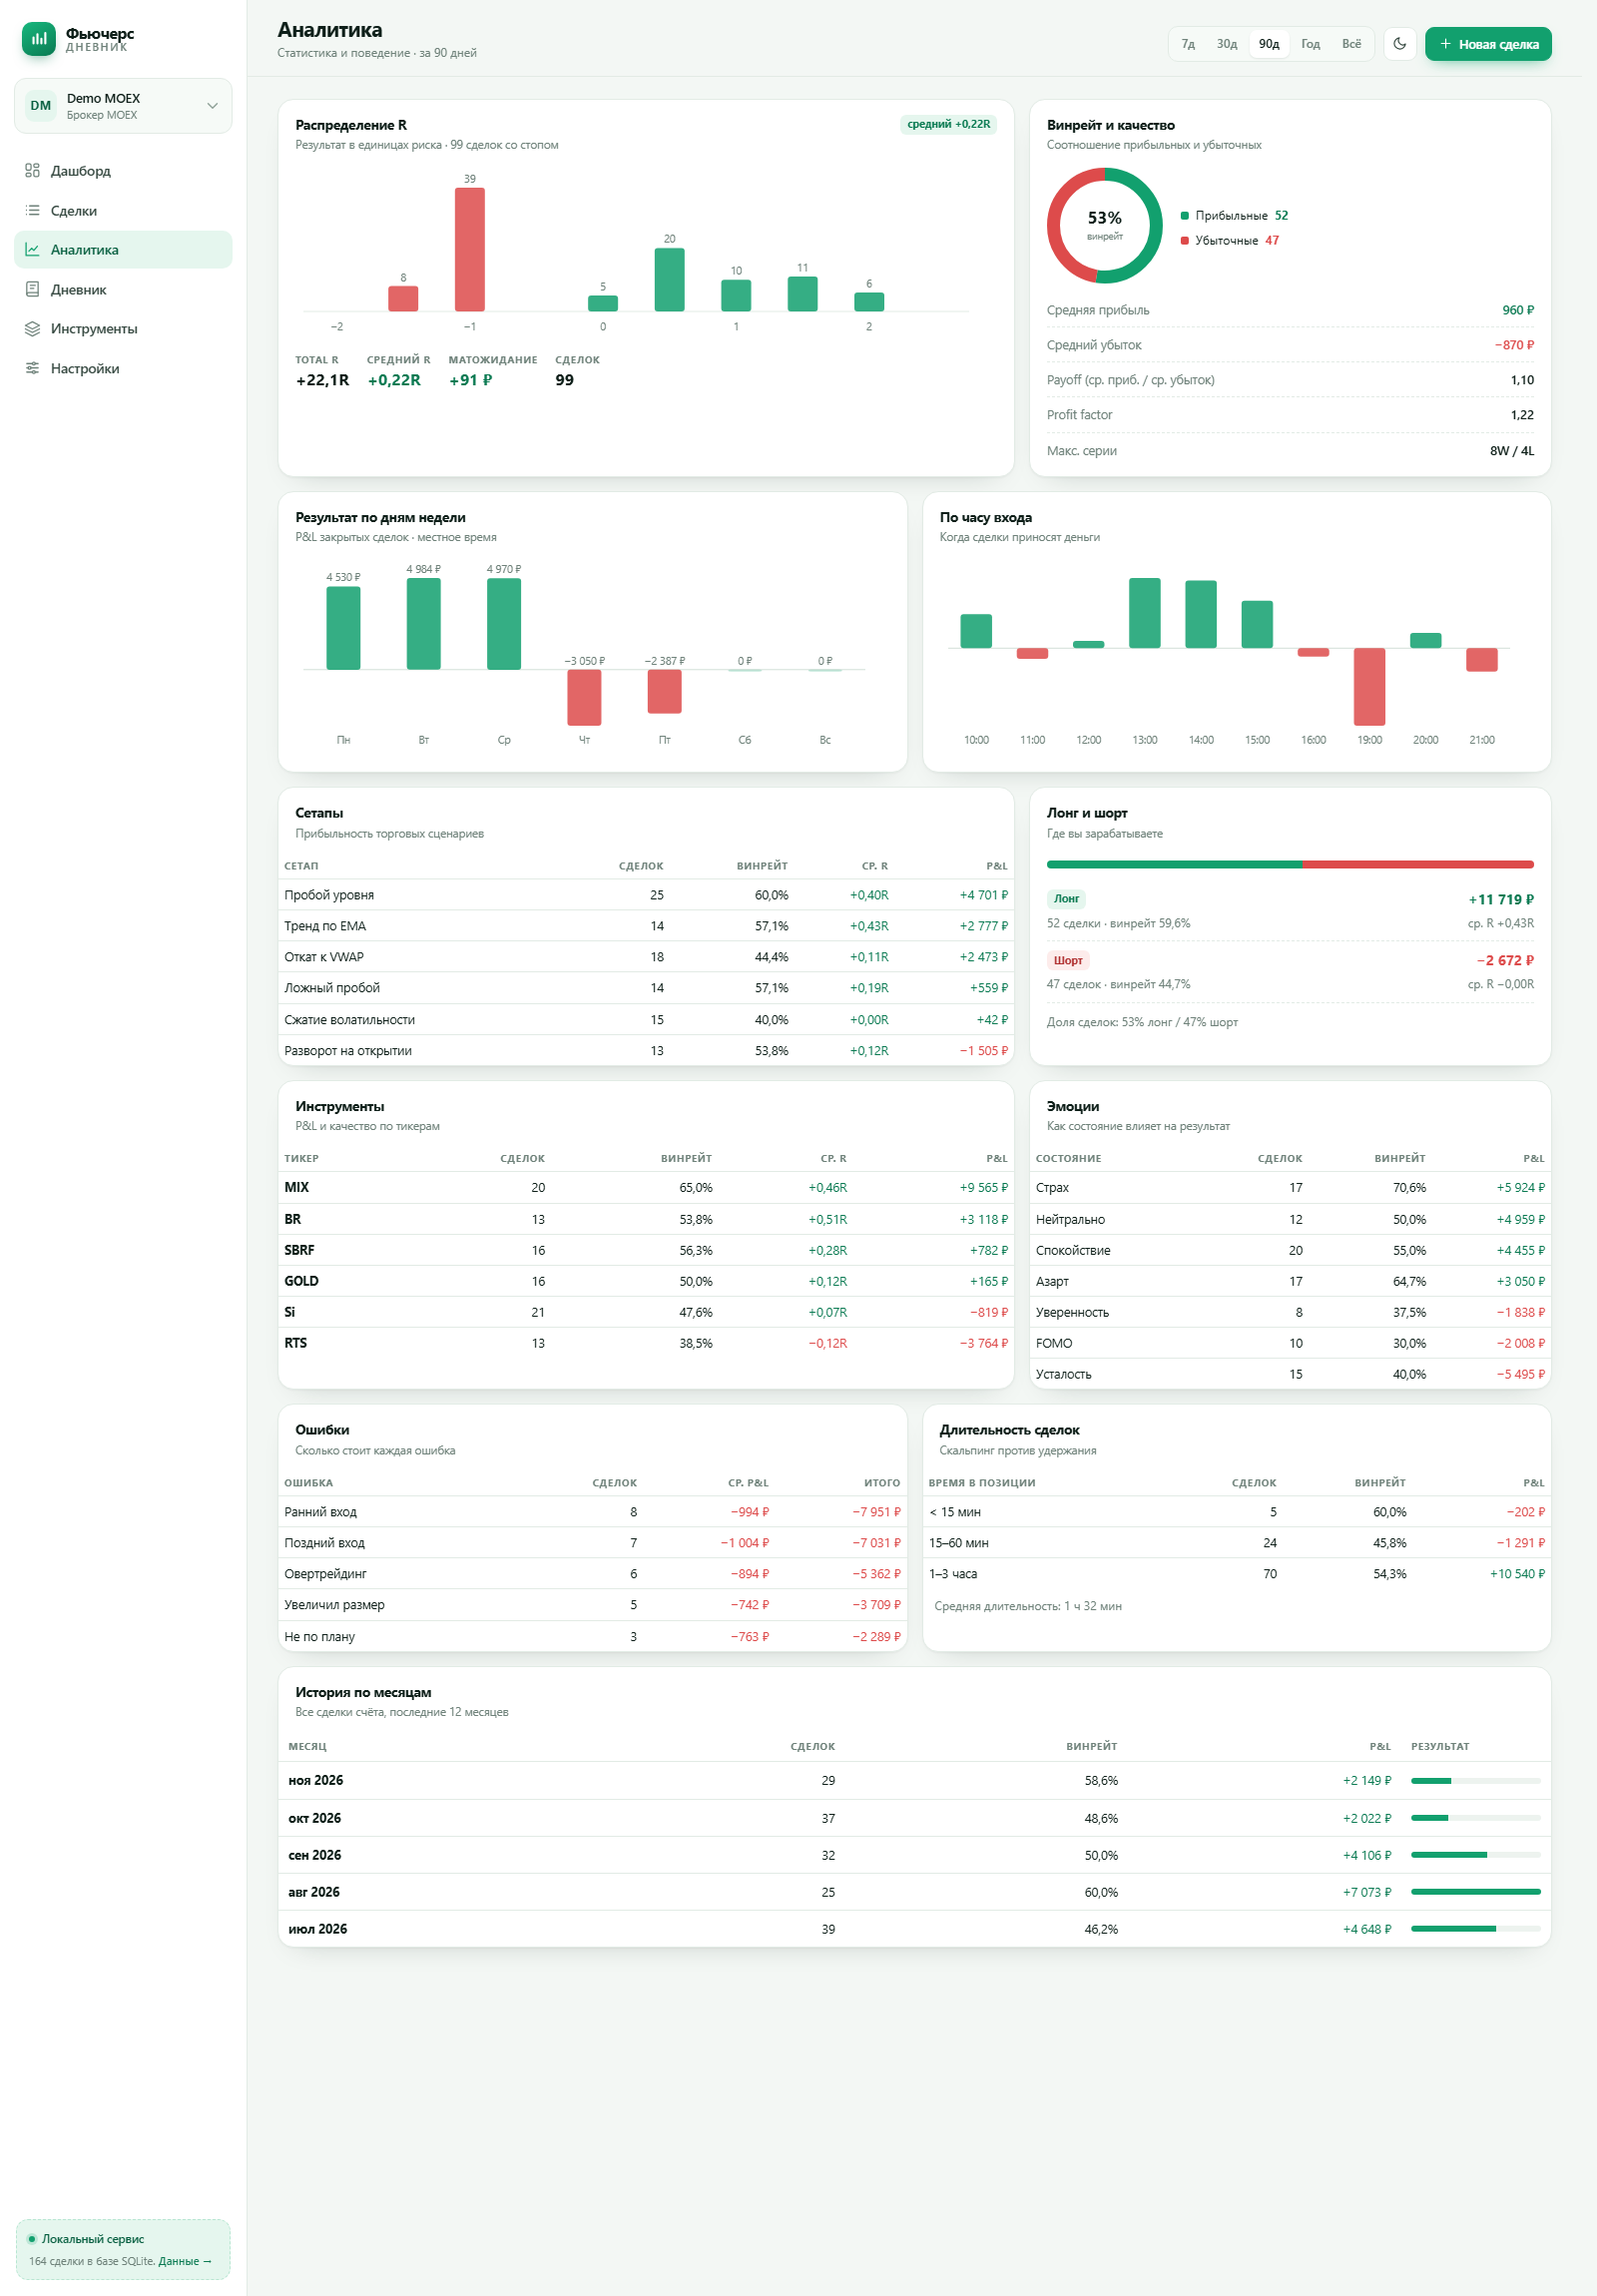 Фьючерс
ДНЕВНИК
DM
Demo MOEX
Брокер MOEX
Дашборд
Сделки
Аналитика
Дневник
Инструменты
Настройки
Локальный сервис
164 сделки в базе SQLite. Данные →
Аналитика
Статистика и поведение · за 90 дней
7д 30д 90д Год Всё
+ Новая сделка
Распределение R
средний +0,22R
Результат в единицах риска · 99 сделок со стопом
8 39 5 20 10 11 6
−2 −1 0 1 2
TOTAL R СРЕДНИЙ R МАТОЖИДАНИЕ СДЕЛОК
+22,1R +0,22R +91 ₽ 99
Винрейт и качество
Соотношение прибыльных и убыточных
53%
винрейт
Прибыльные 52
Убыточные 47
Средняя прибыль 960 ₽
Средний убыток −870 ₽
Payoff (ср. приб. / ср. убыток) 1,10
Profit factor 1,22
Макс. серии 8W / 4L
Результат по дням недели
P&L закрытых сделок · местное время
4 530 ₽ 4 984 ₽ 4 970 ₽ −3 050 ₽ −2 387 ₽ 0 ₽ 0 ₽
Пн Вт Ср Чт Пт Сб Вс
По часу входа
Когда сделки приносят деньги
10:00 11:00 12:00 13:00 14:00 15:00 16:00 19:00 20:00 21:00
Сетапы
Прибыльность торговых сценариев
СЕТАП СДЕЛОК ВИНРЕЙТ СР. R P&L
Пробой уровня 25 60,0% +0,40R +4 701 ₽
Тренд по EMA 14 57,1% +0,43R +2 777 ₽
Откат к VWAP 18 44,4% +0,11R +2 473 ₽
Ложный пробой 14 57,1% +0,19R +559 ₽
Сжатие волатильности 15 40,0% +0,00R +42 ₽
Разворот на открытии 13 53,8% +0,12R −1 505 ₽
Лонг и шорт
Где вы зарабатываете
Лонг +11 719 ₽
52 сделки · винрейт 59,6% ср. R +0,43R
Шорт −2 672 ₽
47 сделок · винрейт 44,7% ср. R −0,00R
Доля сделок: 53% лонг / 47% шорт
Инструменты
P&L и качество по тикерам
ТИКЕР СДЕЛОК ВИНРЕЙТ СР. R P&L
MIX 20 65,0% +0,46R +9 565 ₽
BR 13 53,8% +0,51R +3 118 ₽
SBRF 16 56,3% +0,28R +782 ₽
GOLD 16 50,0% +0,12R +165 ₽
Si 21 47,6% +0,07R −819 ₽
RTS 13 38,5% −0,12R −3 764 ₽
Эмоции
Как состояние влияет на результат
СОСТОЯНИЕ СДЕЛОК ВИНРЕЙТ P&L
Страх 17 70,6% +5 924 ₽
Нейтрально 12 50,0% +4 959 ₽
Спокойствие 20 55,0% +4 455 ₽
Азарт 17 64,7% +3 050 ₽
Уверенность 8 37,5% −1 838 ₽
FOMO 10 30,0% −2 008 ₽
Усталость 15 40,0% −5 495 ₽
Ошибки
Сколько стоит каждая ошибка
ОШИБКА СДЕЛОК СР. P&L ИТОГО
Ранний вход 8 −994 ₽ −7 951 ₽
Поздний вход 7 −1 004 ₽ −7 031 ₽
Овертрейдинг 6 −894 ₽ −5 362 ₽
Увеличил размер 5 −742 ₽ −3 709 ₽
Не по плану 3 −763 ₽ −2 289 ₽
Длительность сделок
Скальпинг против удержания
ВРЕМЯ В ПОЗИЦИИ СДЕЛОК ВИНРЕЙТ P&L
< 15 мин 5 60,0% −202 ₽
15–60 мин 24 45,8% −1 291 ₽
1–3 часа 70 54,3% +10 540 ₽
Средняя длительность: 1 ч 32 мин
История по месяцам
Все сделки счёта, последние 12 месяцев
МЕСЯЦ СДЕЛОК ВИНРЕЙТ P&L РЕЗУЛЬТАТ
ноя 2026 29 58,6% +2 149 ₽
окт 2026 37 48,6% +2 022 ₽
сен 2026 32 50,0% +4 106 ₽
авг 2026 25 60,0% +7 073 ₽
июл 2026 39 46,2% +4 648 ₽